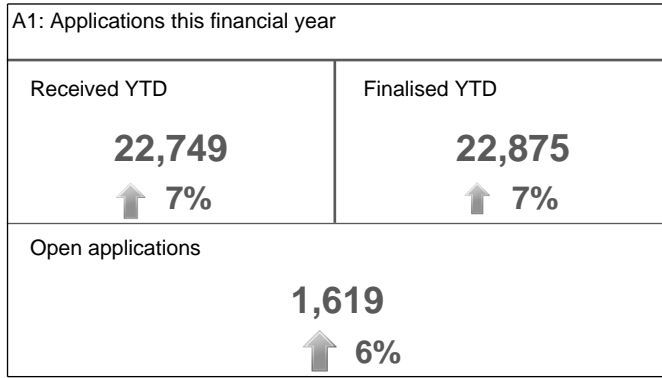 A1: Applications this financial year
Received YTD
22,749
7%
Finalised YTD
22,875
7%
Open applications
1,619
6%